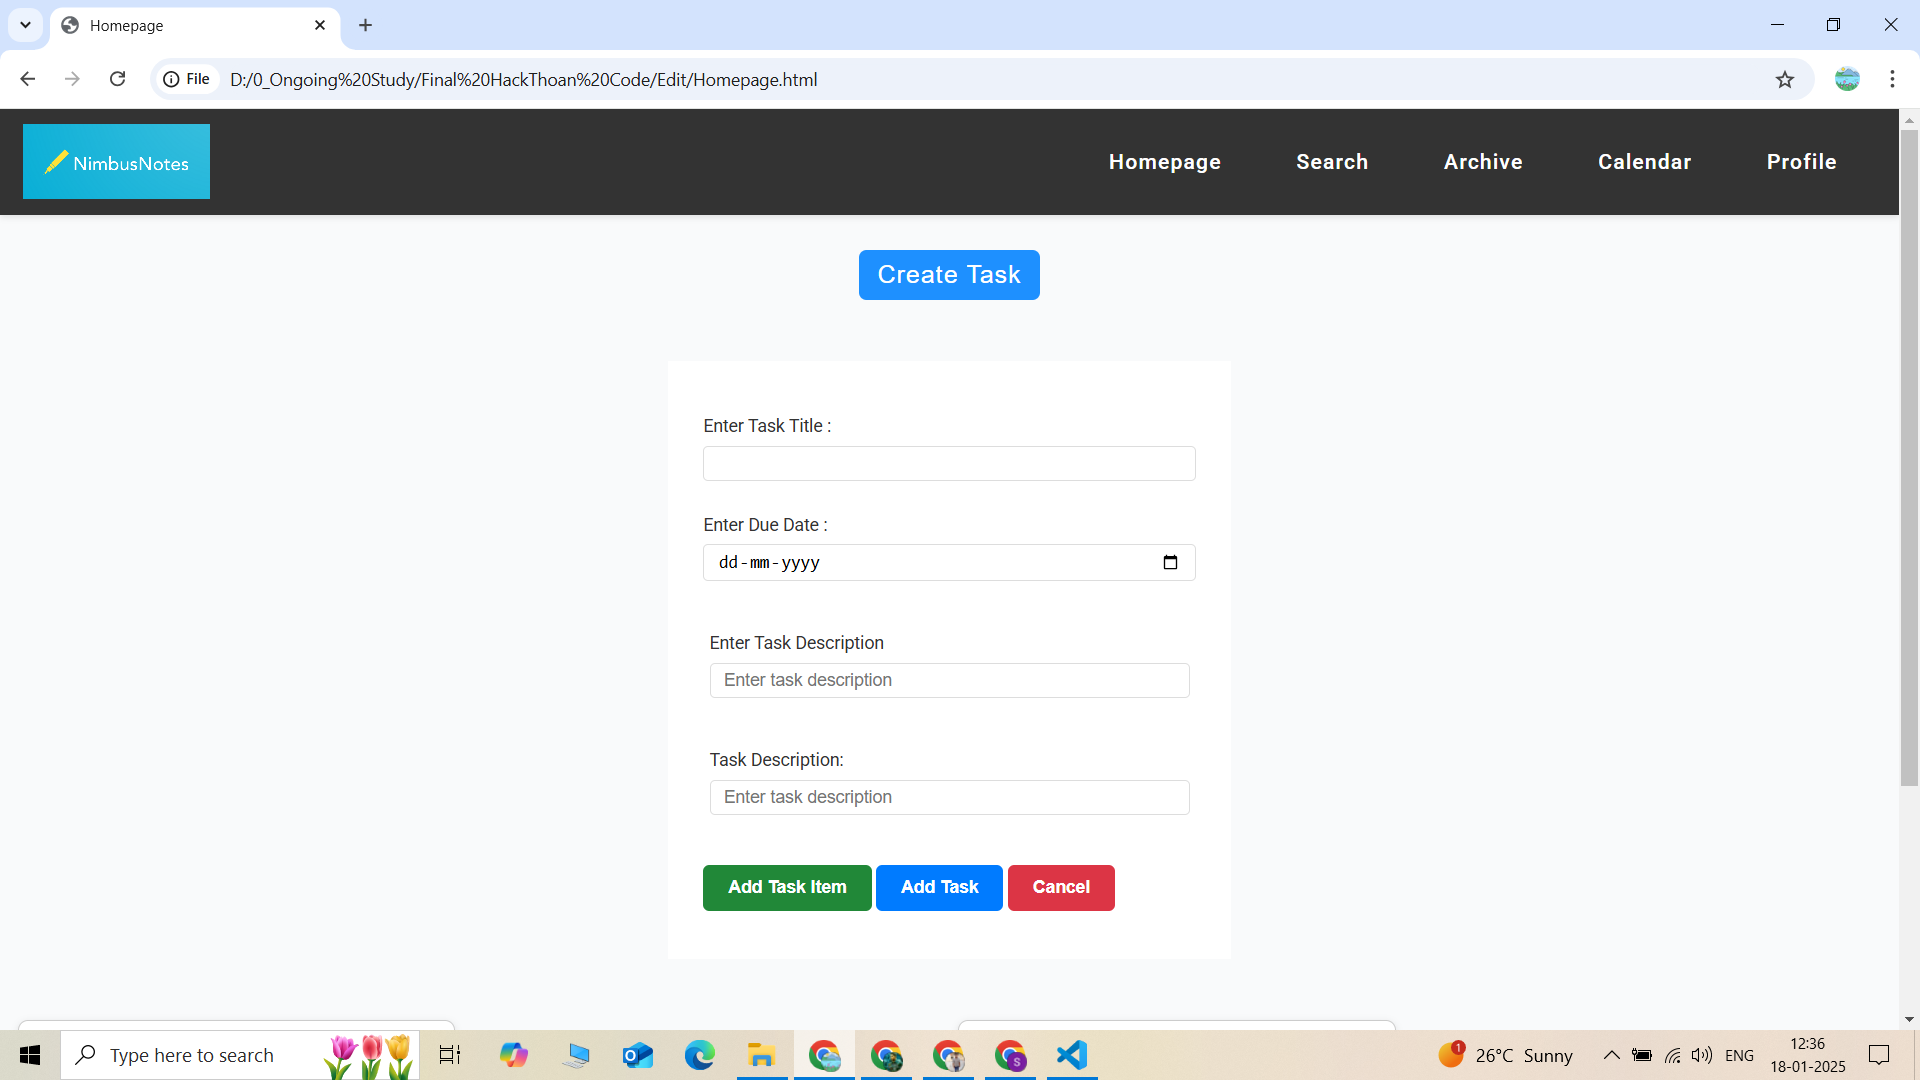 Homepage
File D:/0_Ongoing%20Study/Final%20HackThoan%20Code/Edit/Homepage.html
NimbusNotes Homepage Search Archive Calendar Profile
Create Task
Enter Task Title :
Enter Due Date :
dd-mm-yyyy
Enter Task Description
Enter task description
Task Description:
Enter task description
Add Task Item Add Task Cancel
Type here to search
1
26°C Sunny
ENG
12:36
18-01-2025
S